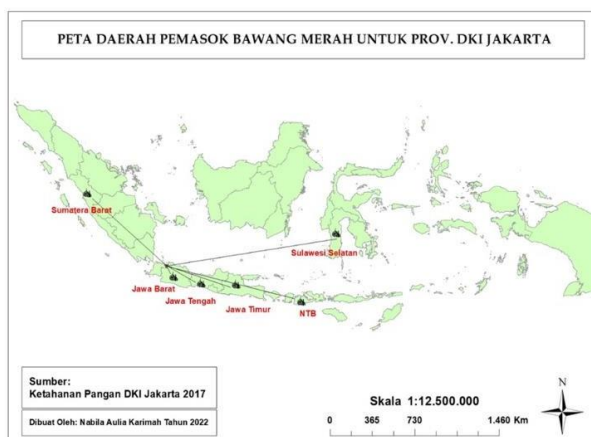 PETA DAERAH PEMASOK BAWANG MERAH UNTUK PROV. DKI JAKARTA
Sumatera Barat
Sulawesi Selatan
Jawa Barat
Jawa Tengah
Jawa Timur
NTB
Sumber:
Ketahanan Pangan DKI Jakarta 2017
Dibuat Oleh: Nabila Aulia Karimah Tahun 2022
Skala 1:12.500.000
0 365 730 1.460 Km
N